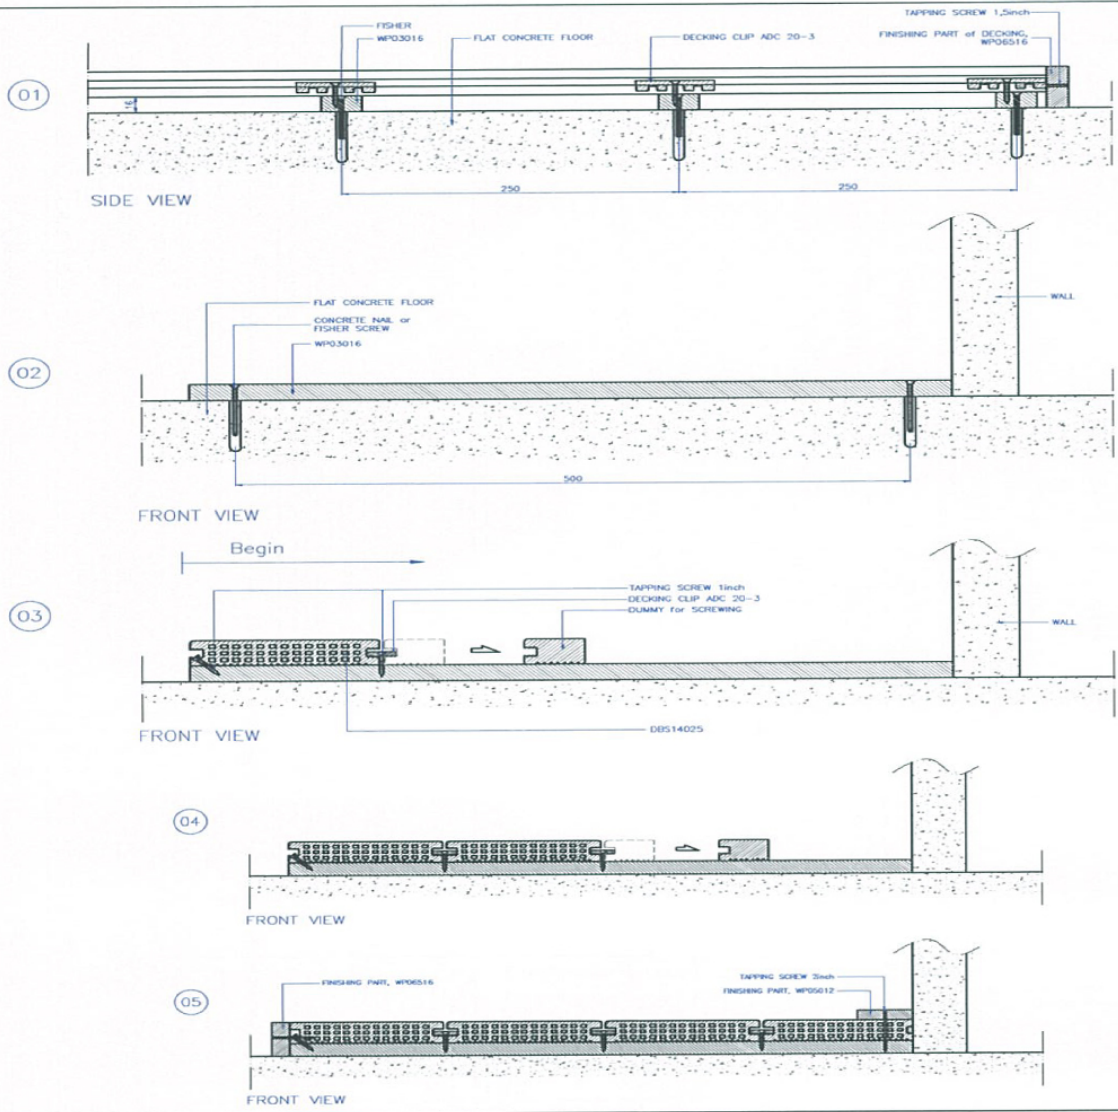 FISHER
WP03016
FLAT CONCRETE FLOOR
DECKING CLIP ADC 20-3
TAPPING SCREW 1,5inch
FINISHING PART of DECKING,
WP06516
01
16
250
250
SIDE VIEW
FLAT CONCRETE FLOOR
CONCRETE NAIL or
FISHER SCREW
WP03016
WALL
02
500
FRONT VIEW
Begin
TAPPING SCREW 1inch
DECKING CLIP ADC 20-3
DUMMY for SCREWING
03
WALL
DBS14025
FRONT VIEW
04
FRONT VIEW
05
FINISHING PART, WP06516
TAPPING SCREW 2inch
FINISHING PART, WP05012
FRONT VIEW